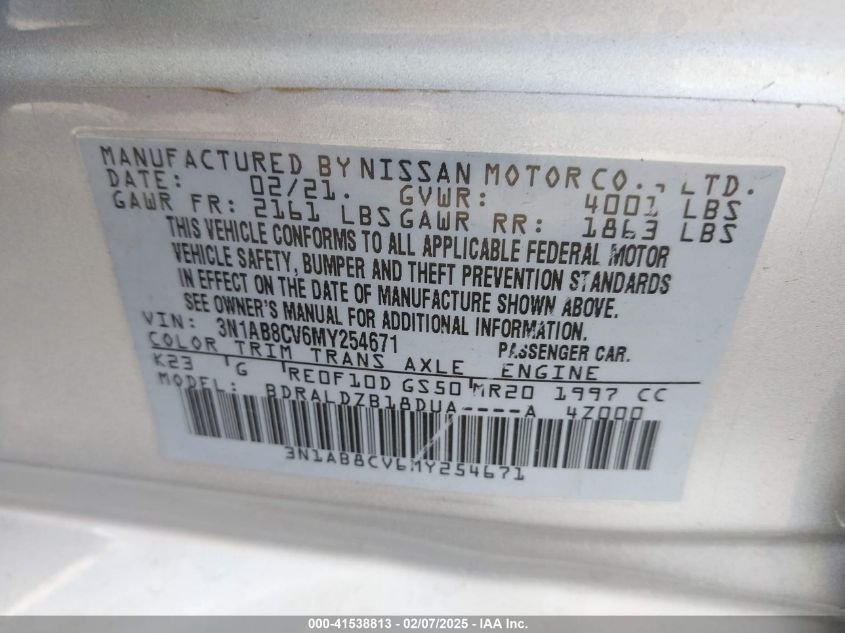 MANUFACTURED BY NISSAN MOTOR CO., LTD.
DATE: 02/21. GVWR: 4001 LBS
GAWR FR: 2161 LBS GAWR RR: 1863 LBS
THIS VEHICLE CONFORMS TO ALL APPLICABLE FEDERAL MOTOR
VEHICLE SAFETY, BUMPER AND THEFT PREVENTION STANDARDS
IN EFFECT ON THE DATE OF MANUFACTURE SHOWN ABOVE.
SEE OWNER'S MANUAL FOR ADDITIONAL INFORMATION.
VIN: 3N1AB8CV6MY254671 PASSENGER CAR.
COLOR TRIM TRANS AXLE ENGINE
K23 G RE0F10D GS50 MR20 1997 CC
MODEL: BDRALDZB18DUA----A 4Z000
3N1AB8CV6MY254671
000-41538813 - 02/07/2025 - IAA Inc.